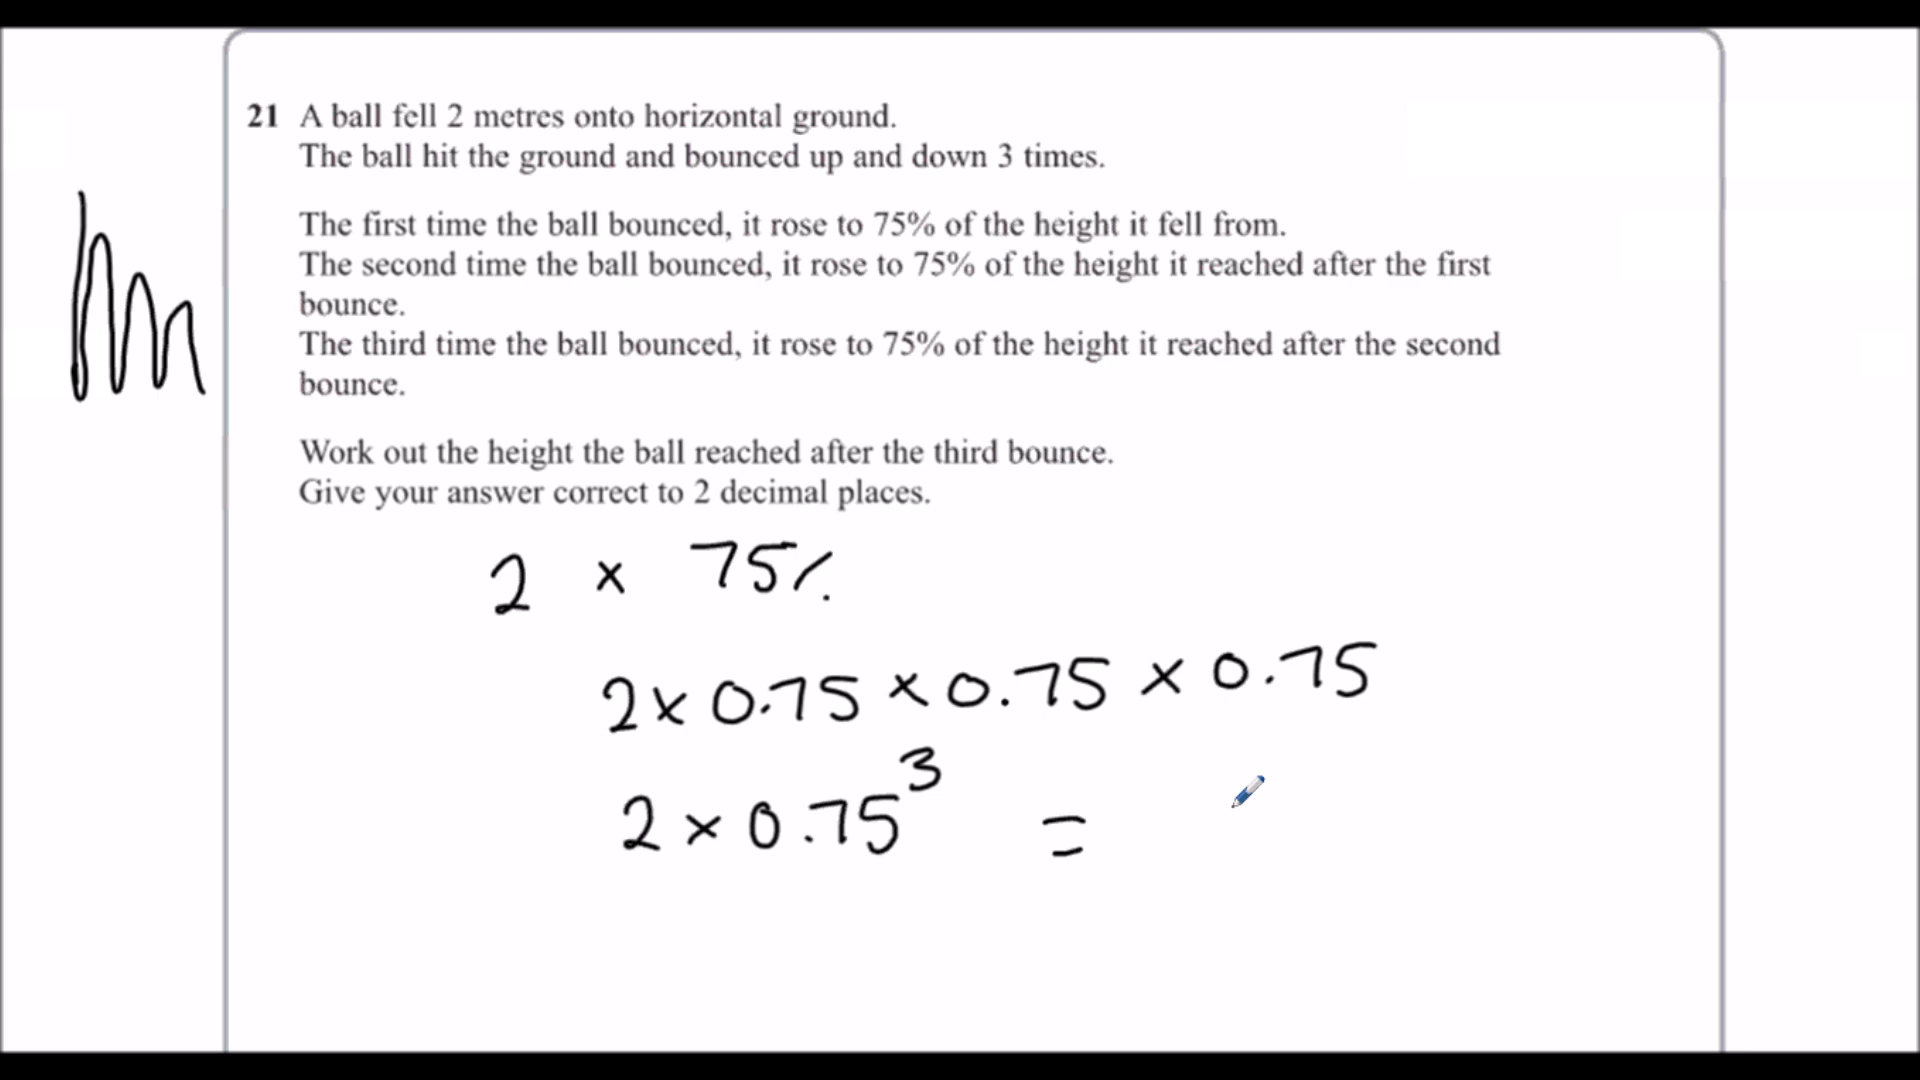 21 A ball fell 2 metres onto horizontal ground.
The ball hit the ground and bounced up and down 3 times.
The first time the ball bounced, it rose to 75% of the height it fell from.
The second time the ball bounced, it rose to 75% of the height it reached after the first
bounce.
The third time the ball bounced, it rose to 75% of the height it reached after the second
bounce.
Work out the height the ball reached after the third bounce.
Give your answer correct to 2 decimal places.
2 × 75%
2 × 0.75 × 0.75 × 0.75
2 × 0.75³ =